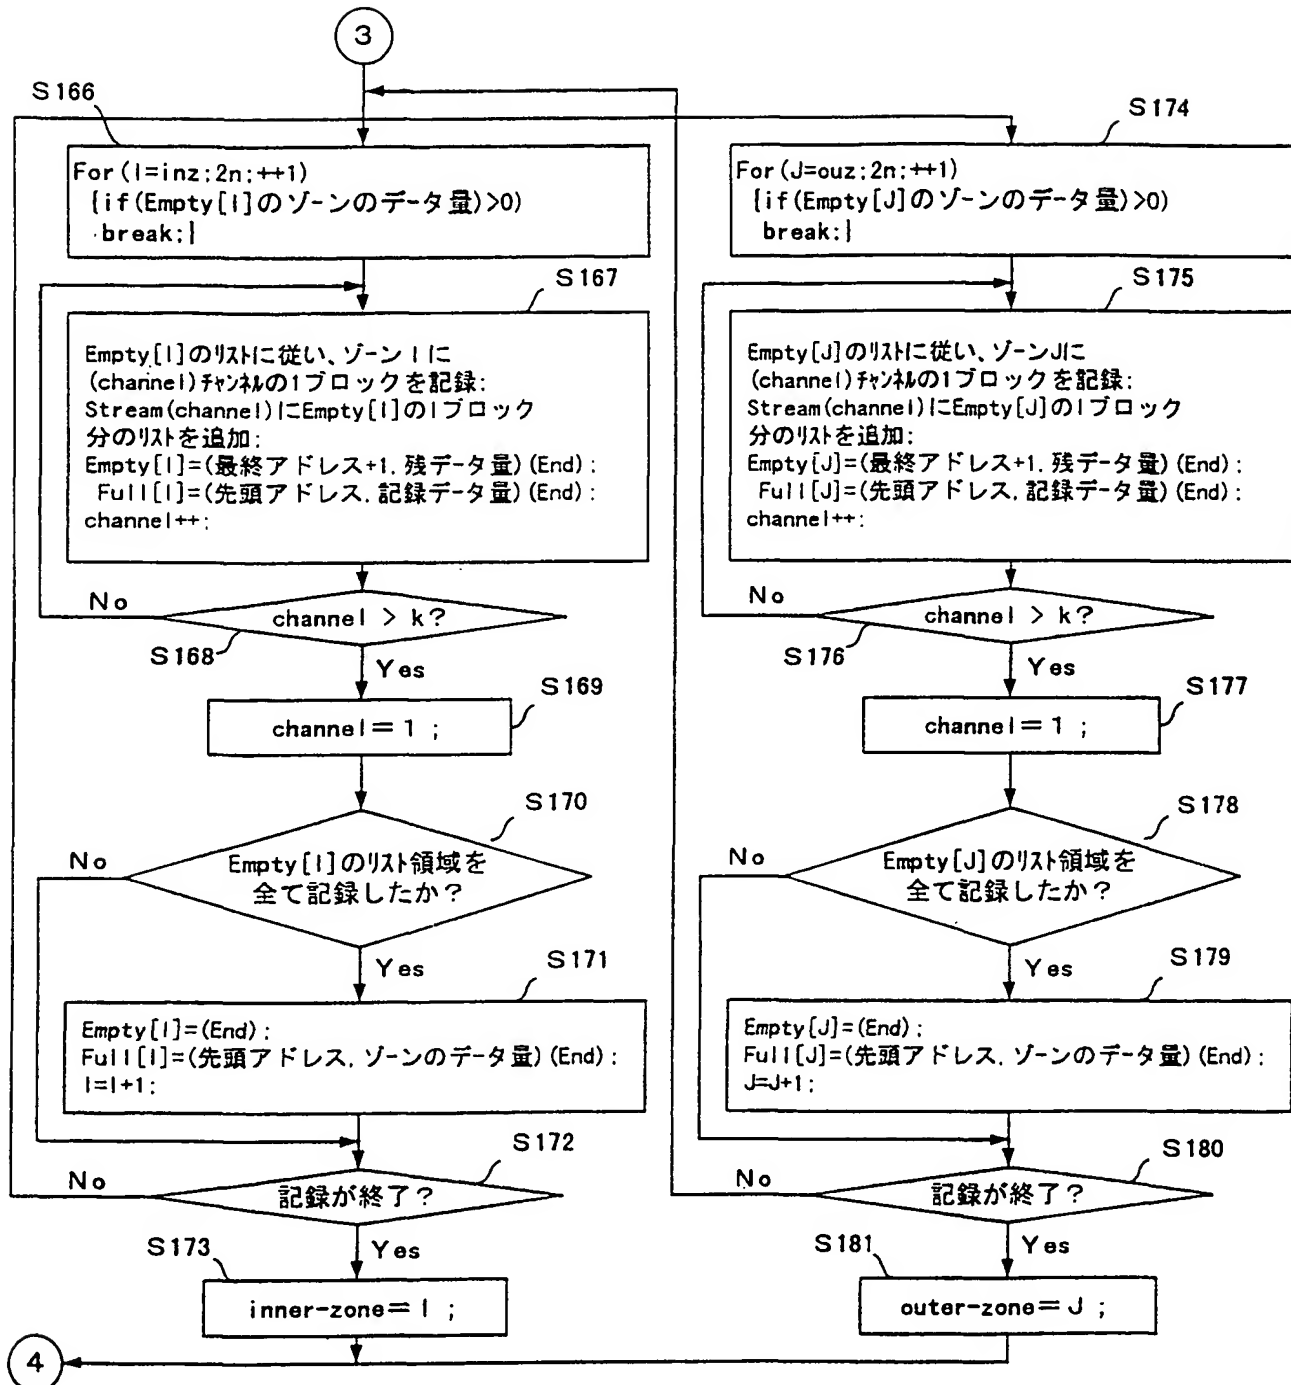 3
S166
For(I=inz;2n;++1)
{if(Empty[I]のゾーンのデータ量)>0)
break;}
S167
Empty[I]のリストに従い、ゾーンIに
(channel)チャンネルの1ブロックを記録:
Stream(channel)にEmpty[I]の1ブロック
分のリストを追加:
Empty[I]=(最終アドレス+1,残データ量)(End):
Full[I]=(先頭アドレス,記録データ量)(End):
channel++:
No
channel > k?
S168
Yes
S169
channel=1 ;
S170
No
Empty[I]のリスト領域を
全て記録したか?
Yes
S171
Empty[I]=(End):
Full[I]=(先頭アドレス,ゾーンのデータ量)(End):
I=I+1:
S172
No
記録が終了?
S173
Yes
inner-zone=I ;
4
S174
For(J=ouz;2n;++1)
{if(Empty[J]のゾーンのデータ量)>0)
break;}
S175
Empty[J]のリストに従い、ゾーンJに
(channel)チャンネルの1ブロックを記録:
Stream(channel)にEmpty[J]の1ブロック
分のリストを追加:
Empty[J]=(最終アドレス+1,残データ量)(End):
Full[J]=(先頭アドレス,記録データ量)(End):
channel++:
No
channel > k?
S176
Yes
S177
channel=1 ;
S178
No
Empty[J]のリスト領域を
全て記録したか?
Yes
S179
Empty[J]=(End):
Full[J]=(先頭アドレス,ゾーンのデータ量)(End):
J=J+1:
S180
No
記録が終了?
S181
Yes
outer-zone=J ;